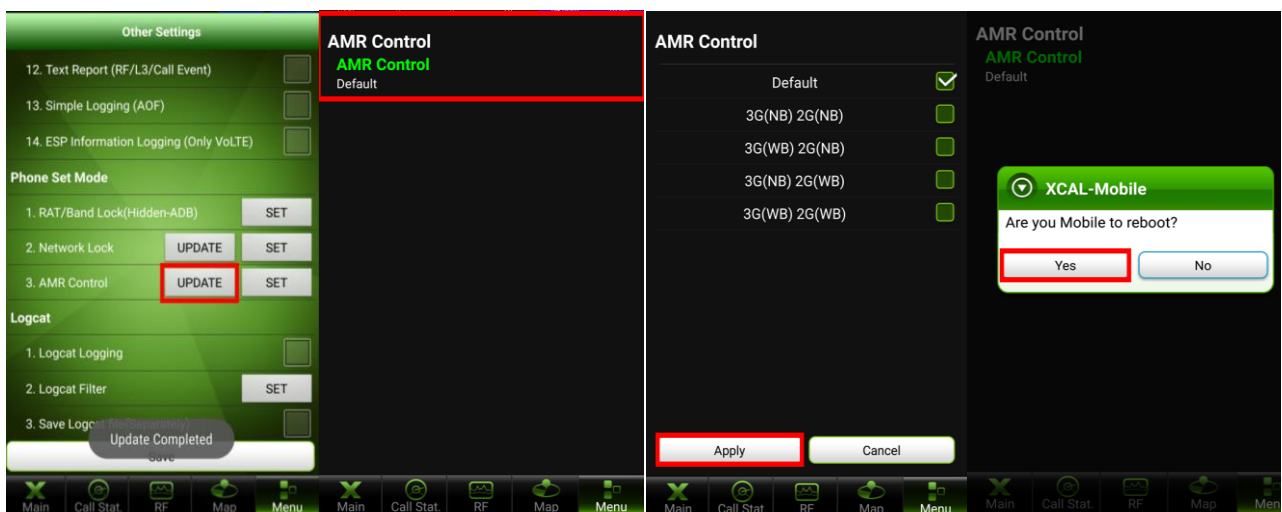 Other Settings
12. Text Report (RF/L3/Call Event)
13. Simple Logging (AOF)
14. ESP Information Logging (Only VoLTE)
Phone Set Mode
1. RAT/Band Lock(Hidden-ADB) SET
2. Network Lock UPDATE SET
3. AMR Control UPDATE SET
Logcat
1. Logcat Logging
2. Logcat Filter SET
3. Save Logcat file(Separately)
Update Completed
Save
Main Call Stat. RF Map Menu
AMR Control
AMR Control
Default
Main Call Stat. RF Map Menu
AMR Control
Default
3G(NB) 2G(NB)
3G(WB) 2G(NB)
3G(NB) 2G(WB)
3G(WB) 2G(WB)
Apply Cancel
Main Call Stat. RF Map Menu
AMR Control
AMR Control
Default
XCAL-Mobile
Are you Mobile to reboot?
Yes No
Main Call Stat. RF Map Men